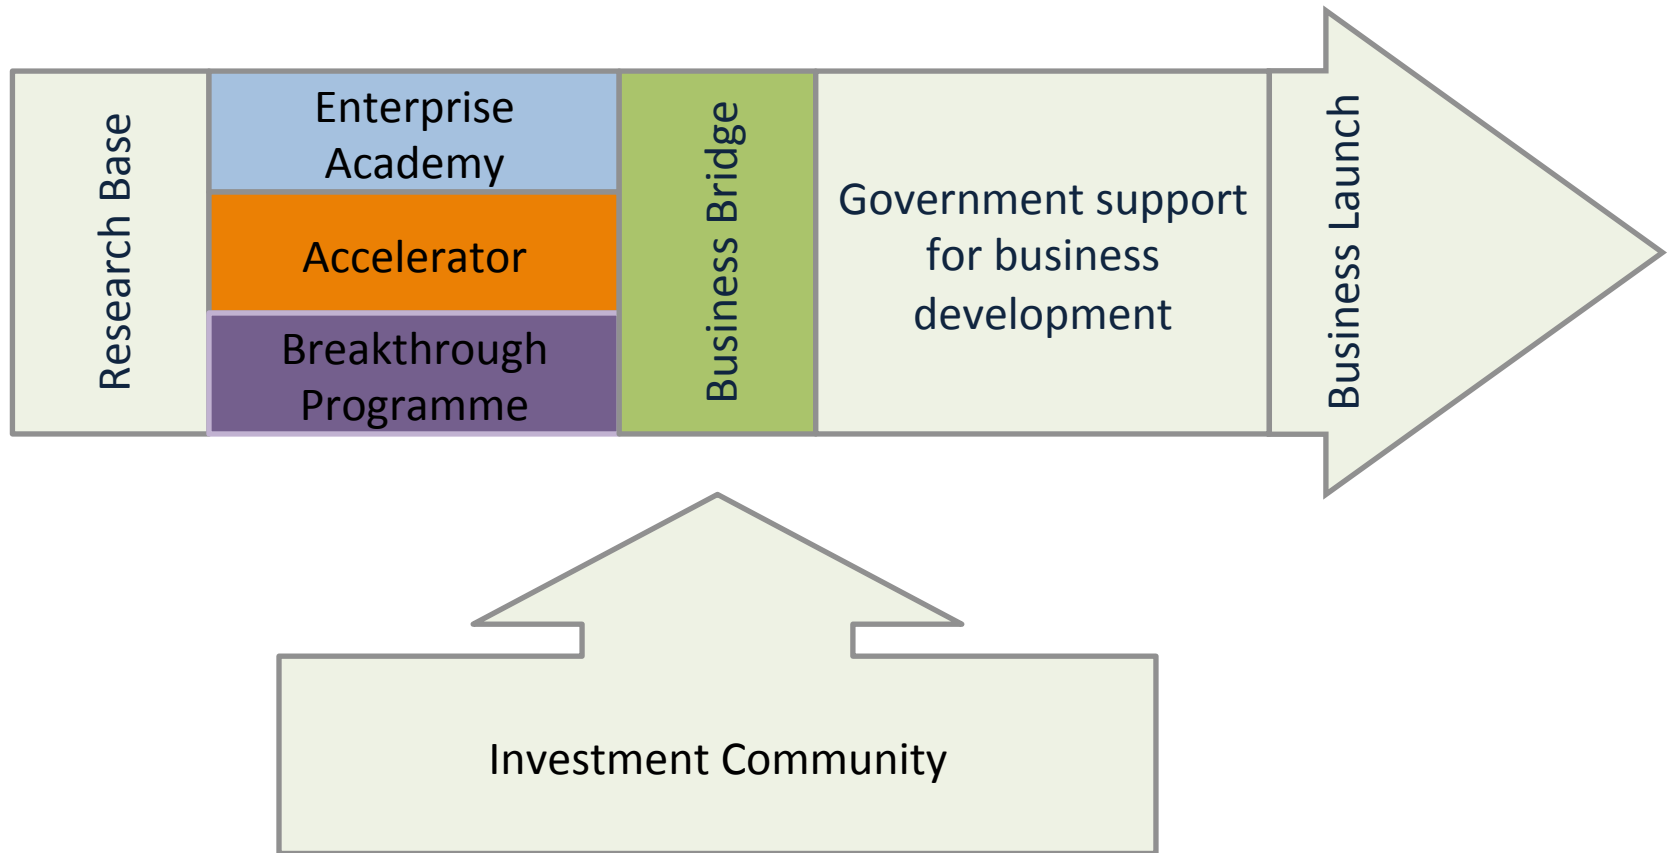 Research Base
Enterprise
Academy
Accelerator
Breakthrough
Programme
Business Bridge
Government support
for business
development
Business Launch
Investment Community